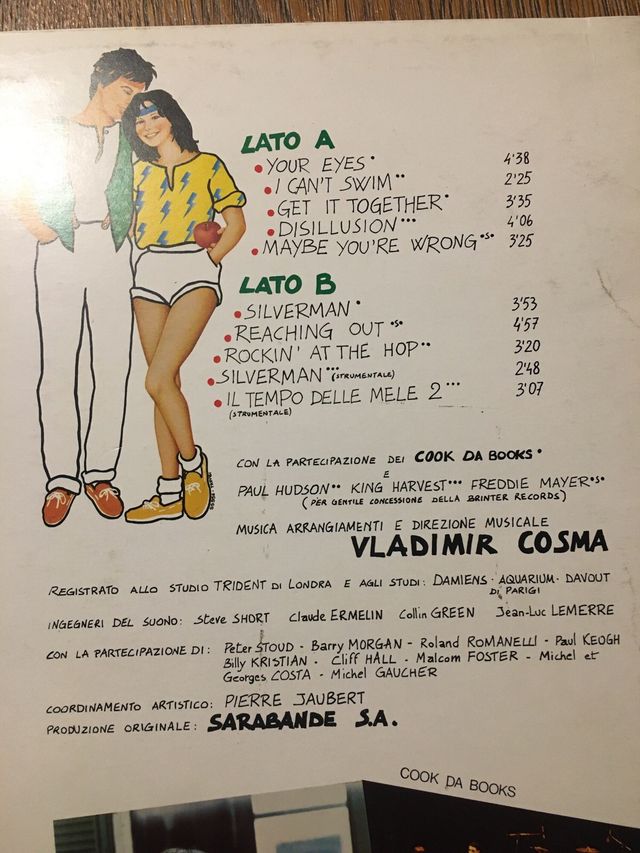 LATO A
YOUR EYES• 4'38
I CAN'T SWIM•• 2'25
GET IT TOGETHER• 3'35
DISILLUSION••• 4'06
MAYBE YOU'RE WRONG•S• 3'25
LATO B
SILVERMAN• 3'53
REACHING OUT•S• 4'57
ROCKIN' AT THE HOP•• 3'20
SILVERMAN••• (STRUMENTALE) 2'48
IL TEMPO DELLE MELE 2••• 3'07
(STRUMENTALE)
CON LA PARTECIPAZIONE DEI COOK DA BOOKS•
E
PAUL HUDSON•• KING HARVEST••• FREDDIE MAYER•S•
(PER GENTILE CONCESSIONE DELLA BRINTER RECORDS)
MUSICA ARRANGIAMENTI E DIREZIONE MUSICALE
VLADIMIR COSMA
REGISTRATO ALLO STUDIO TRIDENT DI LONDRA E AGLI STUDI: DAMIENS · AQUARIUM · DAVOUT
DI PARIGI
INGEGNERI DEL SUONO: Steve SHORT Claude ERMELIN Collin GREEN Jean-Luc LEMERRE
CON LA PARTECIPAZIONE DI: Peter STOUD - Barry MORGAN - Roland ROMANELLI - Paul KEOGH
Billy KRISTIAN - Cliff HALL - Malcom FOSTER - Michel et
Georges COSTA - Michel GAUCHER
COORDINAMENTO ARTISTICO: PIERRE JAUBERT
PRODUZIONE ORIGINALE: SARABANDE S.A.
COOK DA BOOKS